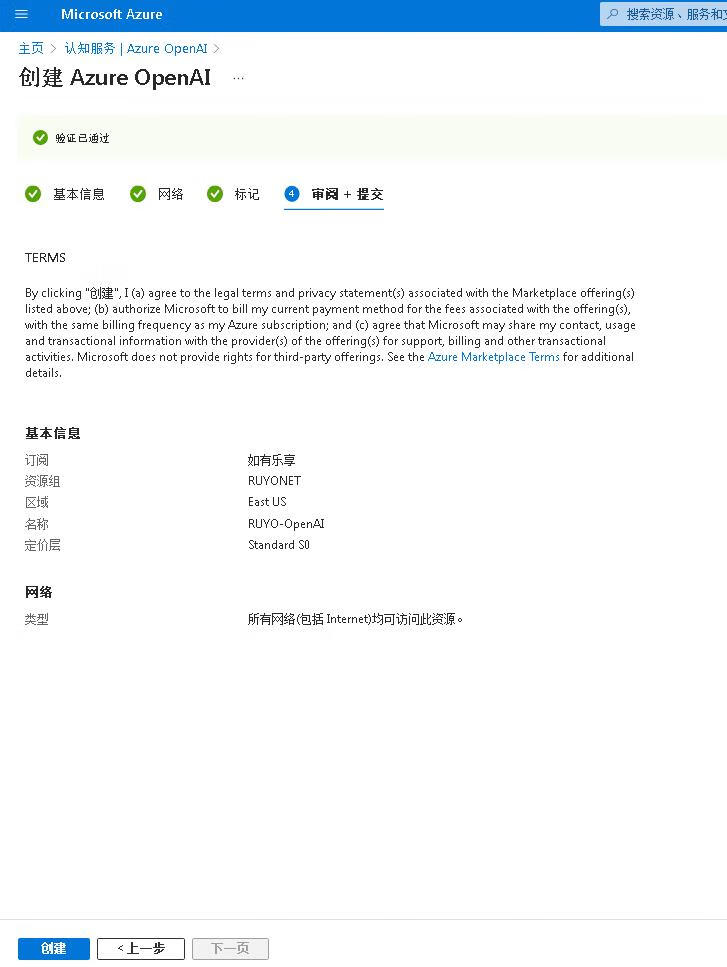 Microsoft Azure
搜索资源、服务和
主页 > 认知服务 | Azure OpenAI >
创建 Azure OpenAI ...
验证已通过
基本信息 网络 标记 4 审阅 + 提交
TERMS
By clicking "创建", I (a) agree to the legal terms and privacy statement(s) associated with the Marketplace offering(s)
listed above; (b) authorize Microsoft to bill my current payment method for the fees associated with the offering(s),
with the same billing frequency as my Azure subscription; and (c) agree that Microsoft may share my contact, usage
and transactional information with the provider(s) of the offering(s) for support, billing and other transactional
activities. Microsoft does not provide rights for third-party offerings. See the Azure Marketplace Terms for additional
details.
基本信息
订阅 如有乐享
资源组 RUYONET
区域 East US
名称 RUYO-OpenAI
定价层 Standard S0
网络
类型 所有网络(包括 Internet)均可访问此资源。
创建 < 上一步 下一页